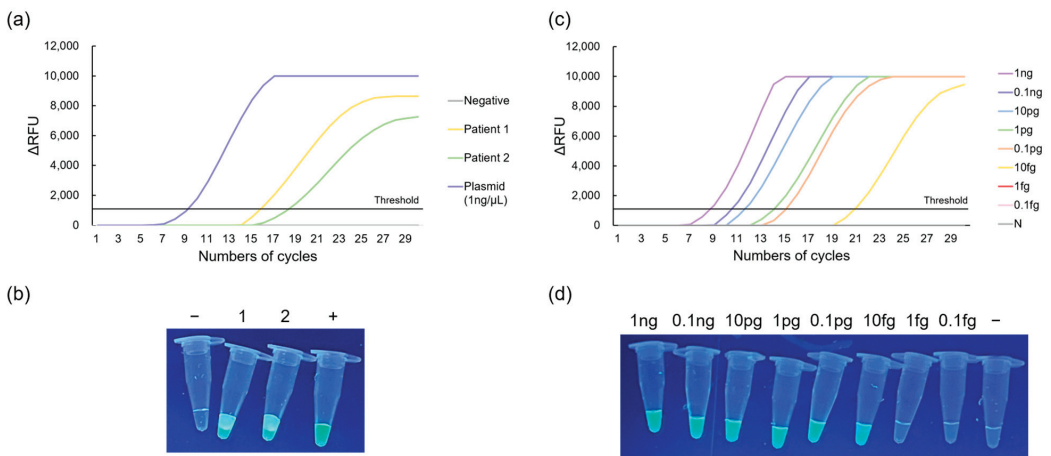 (a)
12,000
10,000
8,000
6,000
4,000
2,000
0
ΔRFU
Threshold
1 3 5 7 9 11 13 15 17 19 21 23 25 27 29
Numbers of cycles
Negative
Patient 1
Patient 2
Plasmid
(1ng/µL)
(c)
12,000
10,000
8,000
6,000
4,000
2,000
0
ΔRFU
Threshold
1 3 5 7 9 11 13 15 17 19 21 23 25 27 29
Numbers of cycles
1ng
0.1ng
10pg
1pg
0.1pg
10fg
1fg
0.1fg
N
(b)
− 1 2 +
(d)
1ng 0.1ng 10pg 1pg 0.1pg 10fg 1fg 0.1fg −